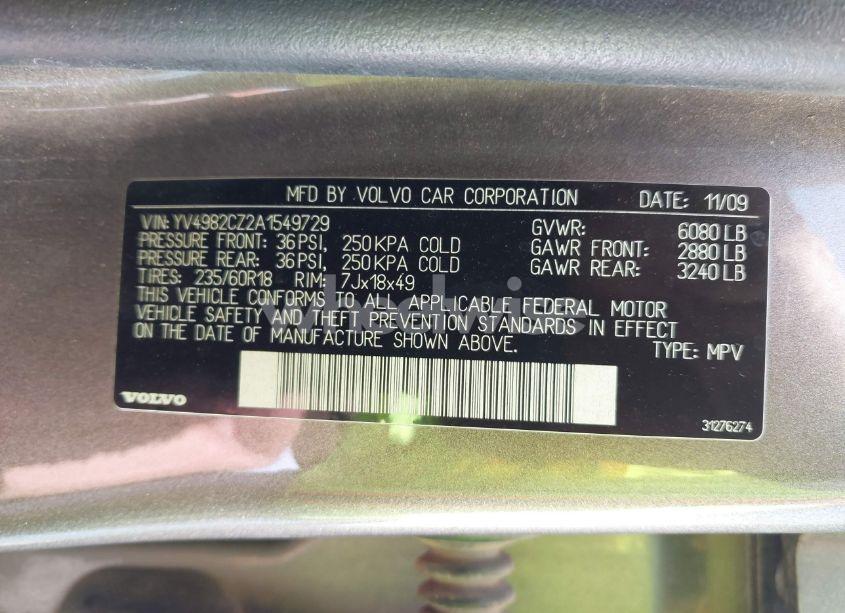 MFD BY VOLVO CAR CORPORATION DATE: 11/09
VIN: YV4982CZ2A1549729 GVWR: 6080 LB
PRESSURE FRONT: 36 PSI, 250 KPA COLD GAWR FRONT: 2880 LB
PRESSURE REAR: 36 PSI, 250 KPA COLD GAWR REAR: 3240 LB
TIRES: 235/60R18 RIM: 7Jx18x49
THIS VEHICLE CONFORMS TO ALL APPLICABLE FEDERAL MOTOR
VEHICLE SAFETY AND THEFT PREVENTION STANDARDS IN EFFECT
ON THE DATE OF MANUFACTURE SHOWN ABOVE.
TYPE: MPV
VOLVO
31276274